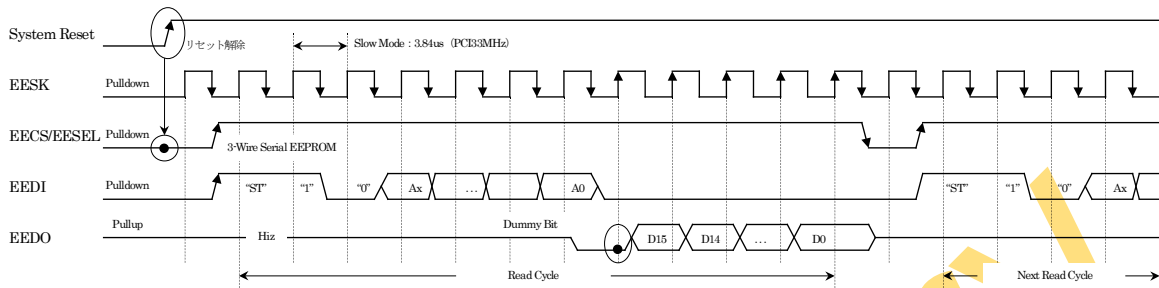 System Reset
リセット解除
Slow Mode : 3.84us (PCI33MHz)
EESK Pulldown
EECS/EESEL Pulldown
3-Wire Serial EEPROM
EEDI Pulldown “ST” “1” “0” Ax ... A0 “ST” “1” “0” Ax
EEDO Pullup Hiz Dummy Bit D15 D14 ... D0
Read Cycle Next Read Cycle